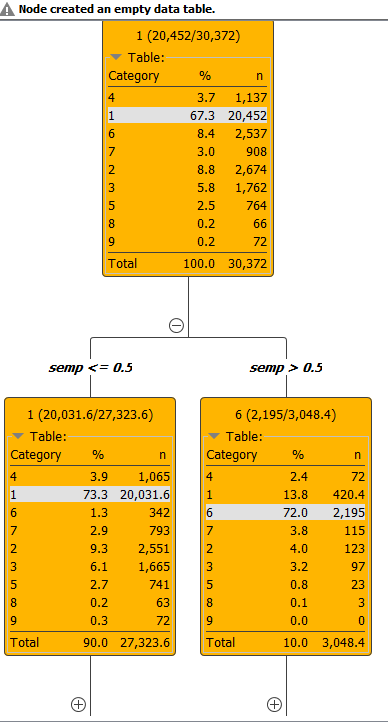 Node created an empty data table.
1 (20,452/30,372)
Table:
Category % n
4 3.7 1,137
1 67.3 20,452
6 8.4 2,537
7 3.0 908
2 8.8 2,674
3 5.8 1,762
5 2.5 764
8 0.2 66
9 0.2 72
Total 100.0 30,372
semp <= 0.5
semp > 0.5
1 (20,031.6/27,323.6)
Table:
Category % n
4 3.9 1,065
1 73.3 20,031.6
6 1.3 342
7 2.9 793
2 9.3 2,551
3 6.1 1,665
5 2.7 741
8 0.2 63
9 0.3 72
Total 90.0 27,323.6
6 (2,195/3,048.4)
Table:
Category % n
4 2.4 72
1 13.8 420.4
6 72.0 2,195
7 3.8 115
2 4.0 123
3 3.2 97
5 0.8 23
8 0.1 3
9 0.0 0
Total 10.0 3,048.4